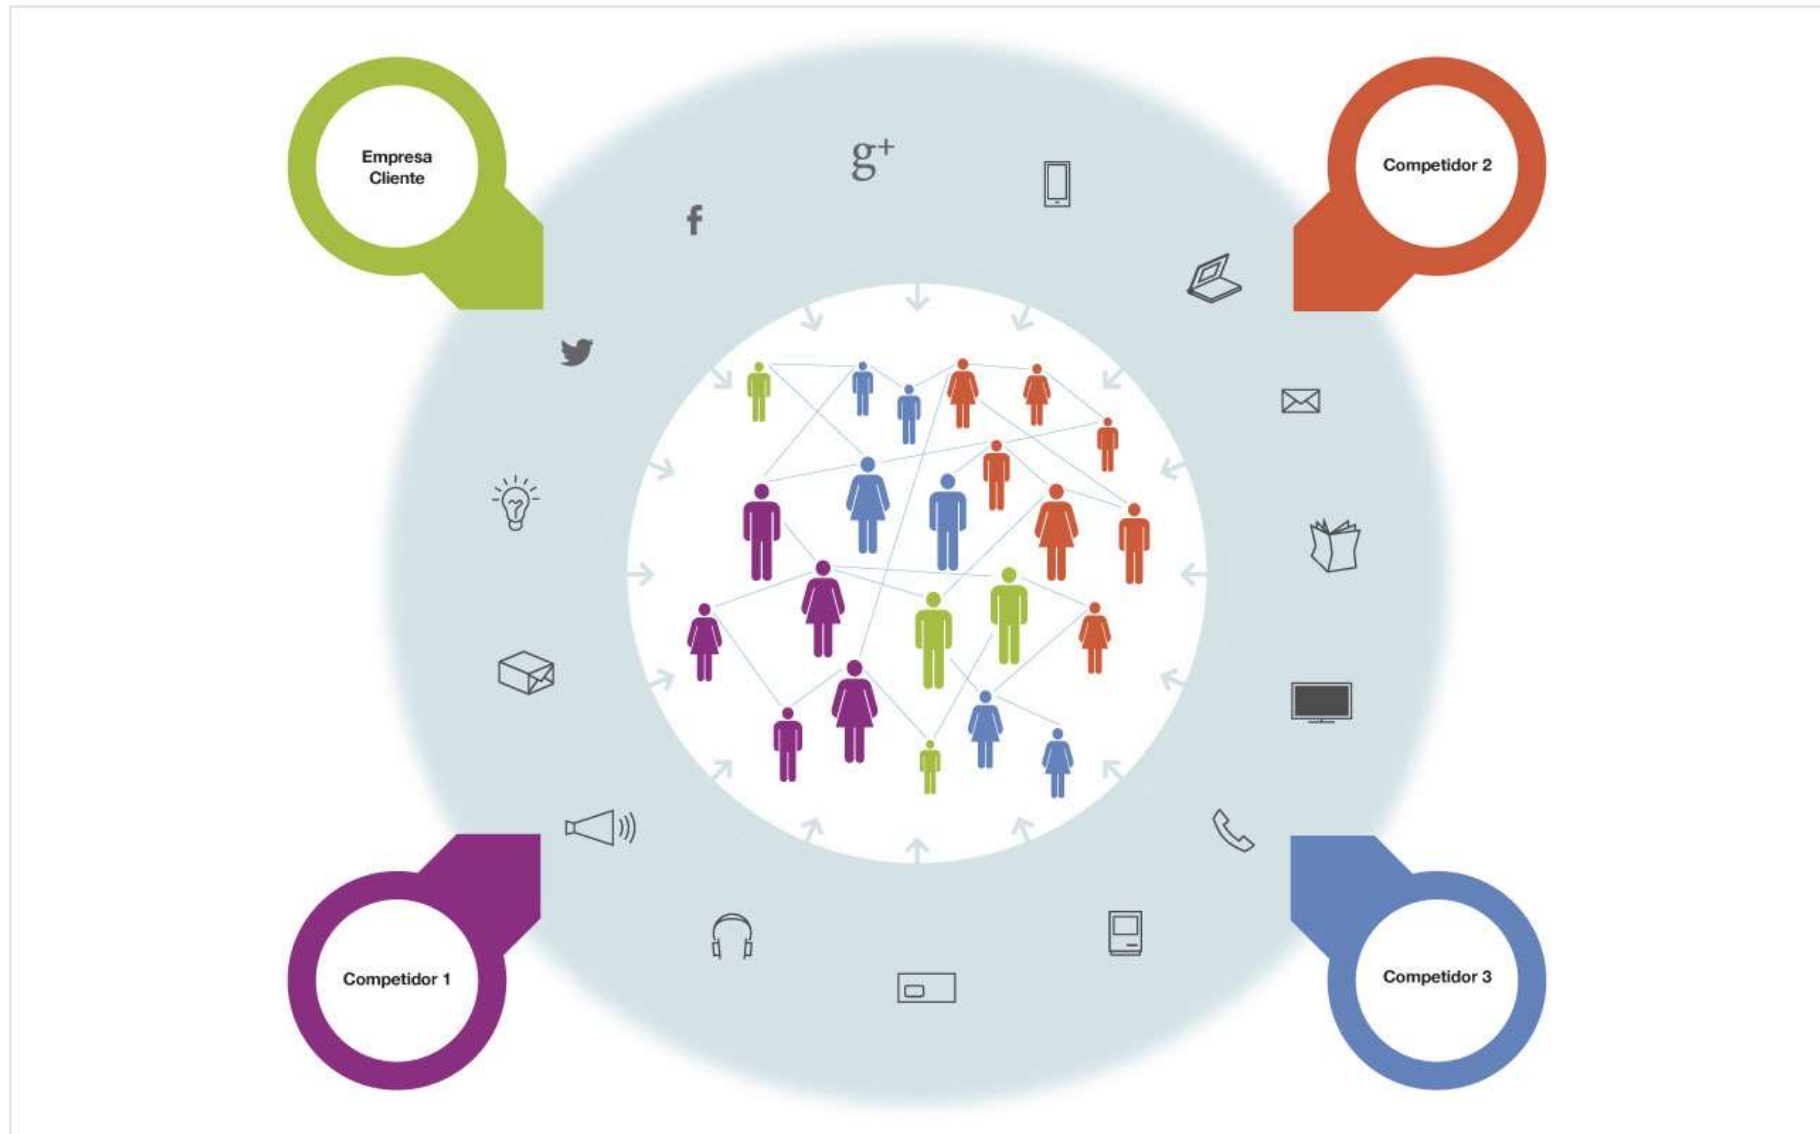 Empresa
Cliente
g+
f
Competidor 2
Competidor 1
Competidor 3